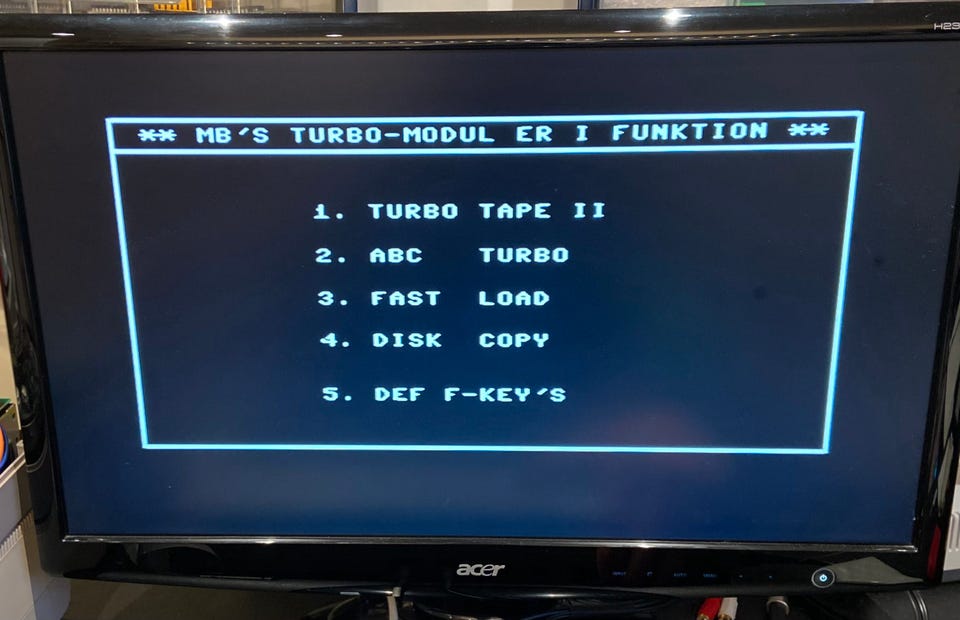 H23
** MB'S TURBO-MODUL ER I FUNKTION **
1. TURBO TAPE II
2. ABC TURBO
3. FAST LOAD
4. DISK COPY
5. DEF F-KEY'S
acer